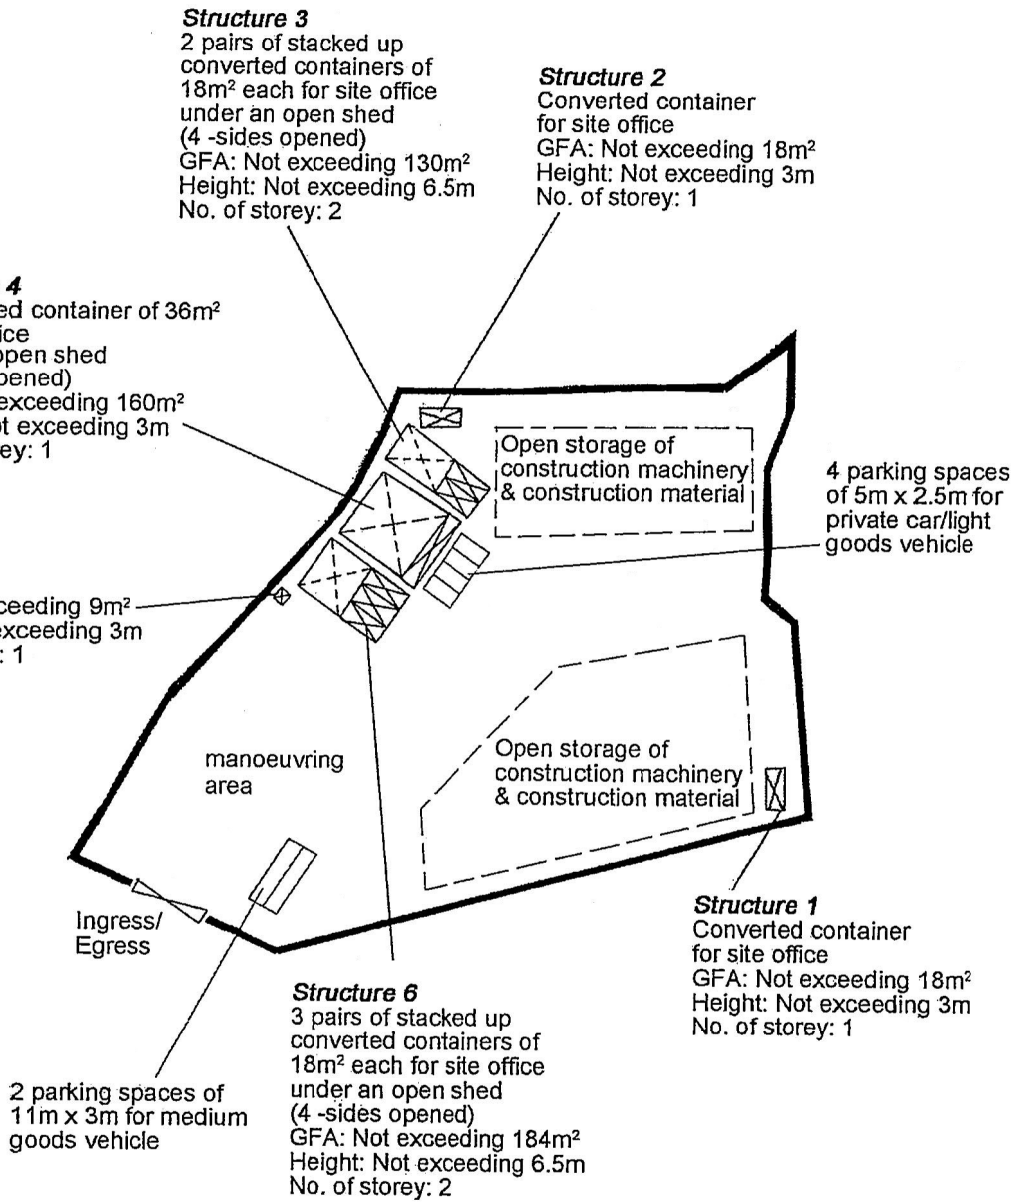 Structure 3
2 pairs of stacked up
converted containers of
18m² each for site office
under an open shed
(4 -sides opened)
GFA: Not exceeding 130m²
Height: Not exceeding 6.5m
No. of storey: 2
Structure 2
Converted container
for site office
GFA: Not exceeding 18m²
Height: Not exceeding 3m
No. of storey: 1
4
container of 36m²
open shed
exceeding 160m²
exceeding 3m
: 1
Open storage of
construction machinery
& construction material
4 parking spaces
of 5m x 2.5m for
private car/light
goods vehicle
9m²
exceeding 3m
: 1
manoeuvring
area
Open storage of
construction machinery
& construction material
Ingress/
Egress
Structure 1
Converted container
for site office
GFA: Not exceeding 18m²
Height: Not exceeding 3m
No. of storey: 1
Structure 6
3 pairs of stacked up
converted containers of
18m² each for site office
under an open shed
(4 -sides opened)
GFA: Not exceeding 184m²
Height: Not exceeding 6.5m
No. of storey: 2
2 parking spaces of
11m x 3m for medium
goods vehicle